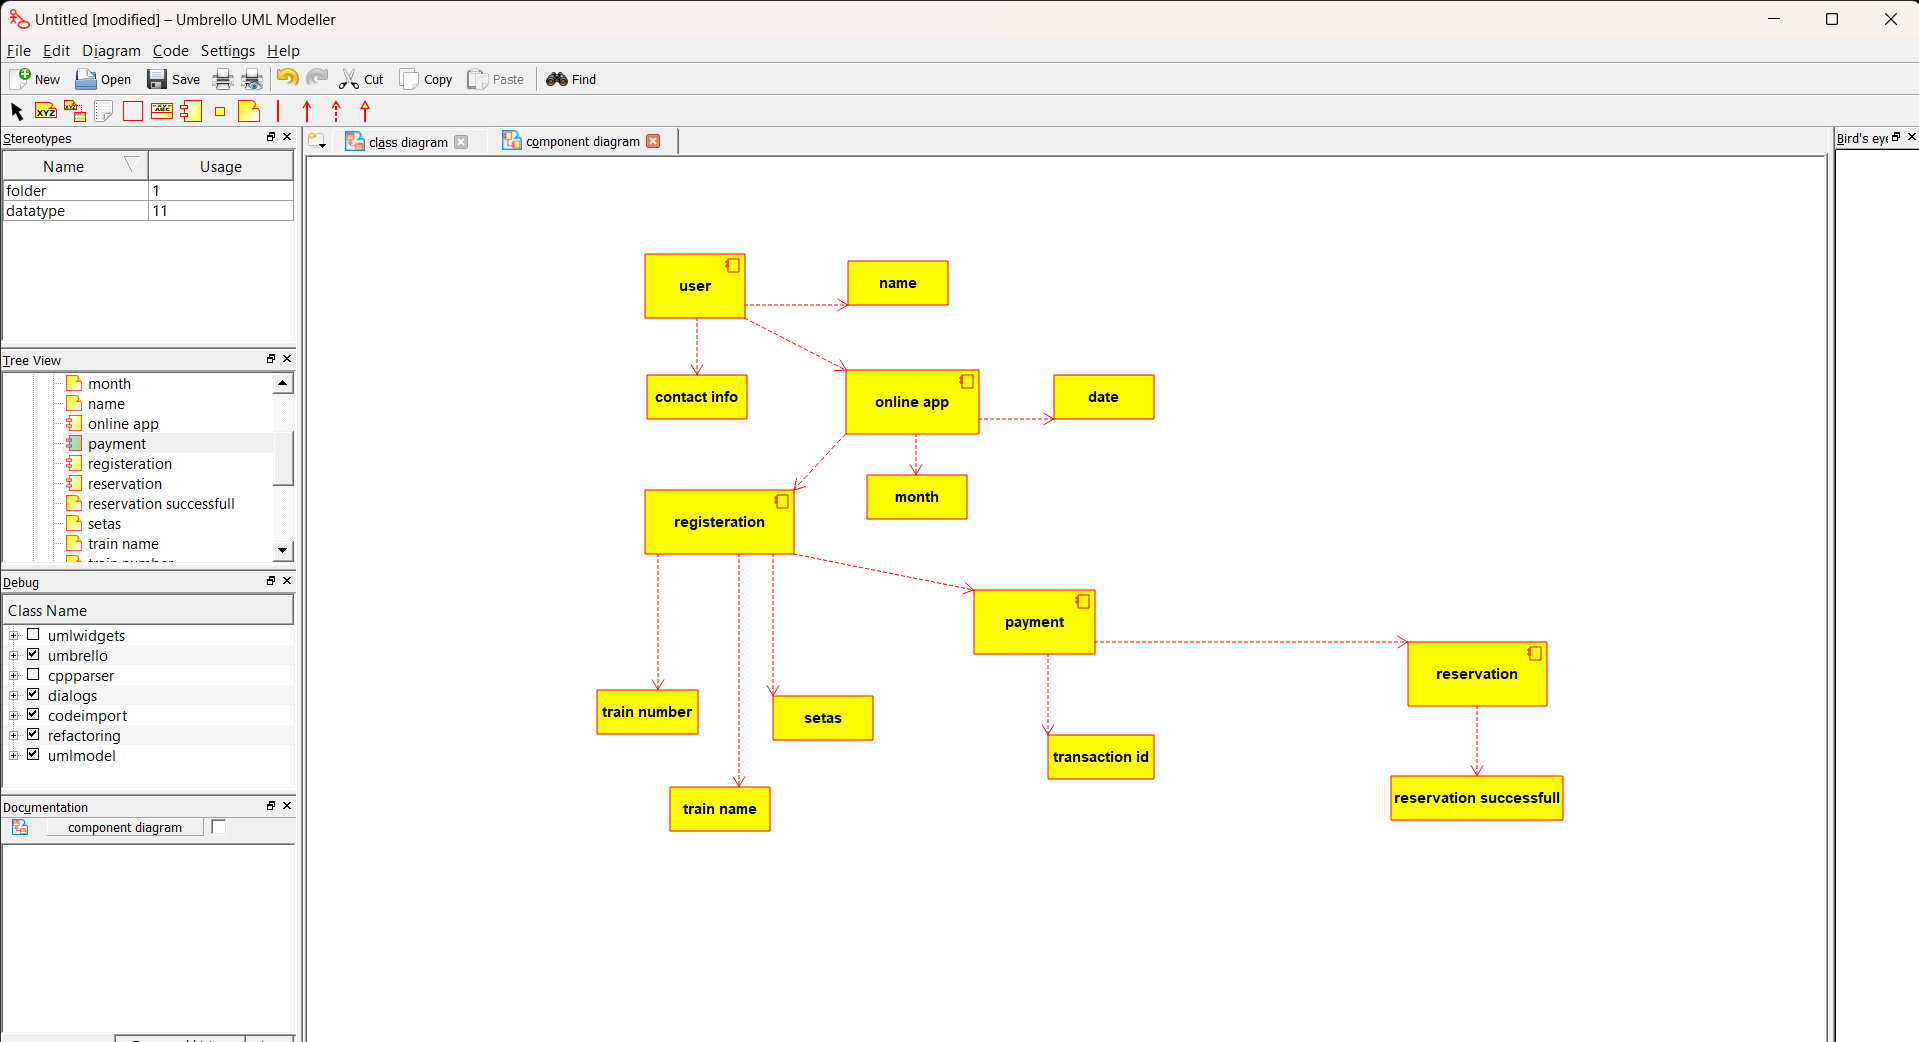 Untitled [modified] – Umbrello UML Modeller
File Edit Diagram Code Settings Help
New Open Save Cut Copy Paste Find
XYZ
Stereotypes
Name Usage
folder 1
datatype 11
Tree View
month
name
online app
payment
registeration
reservation
reservation successfull
setas
train name
train number
Debug
Class Name
umlwidgets
umbrello
cppparser
dialogs
codeimport
refactoring
umlmodel
Documentation
component diagram
class diagram
component diagram
user
name
contact info
online app
date
month
registeration
payment
reservation
train number
setas
transaction id
train name
reservation successfull
Bird's eye